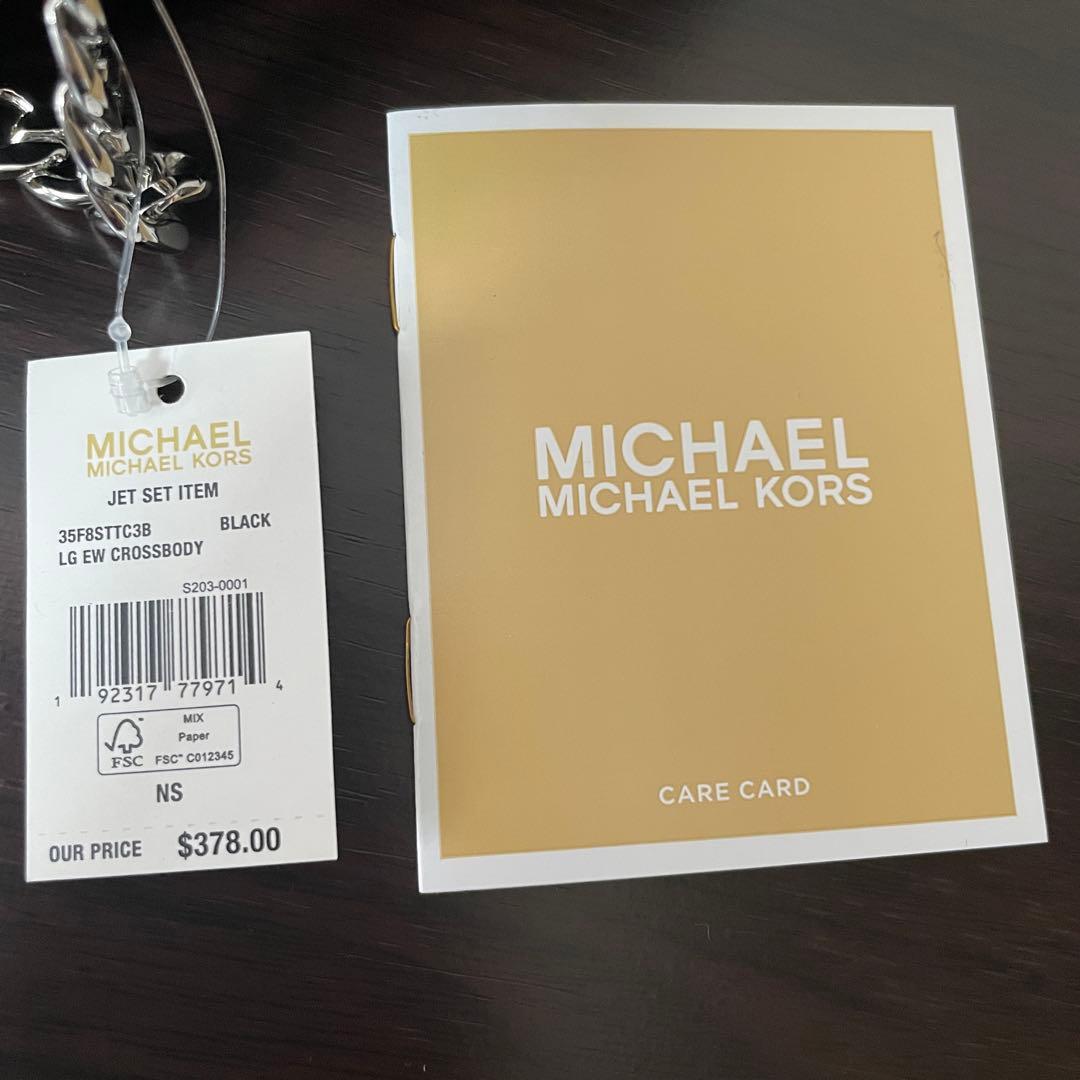 MICHAEL
MICHAEL KORS
JET SET ITEM
35F8STTC3B BLACK
LG EW CROSSBODY
S203-0001
1 92317 77971 4
MIX
Paper
FSC™ C012345
FSC
NS
OUR PRICE $378.00
MICHAEL
MICHAEL KORS
CARE CARD